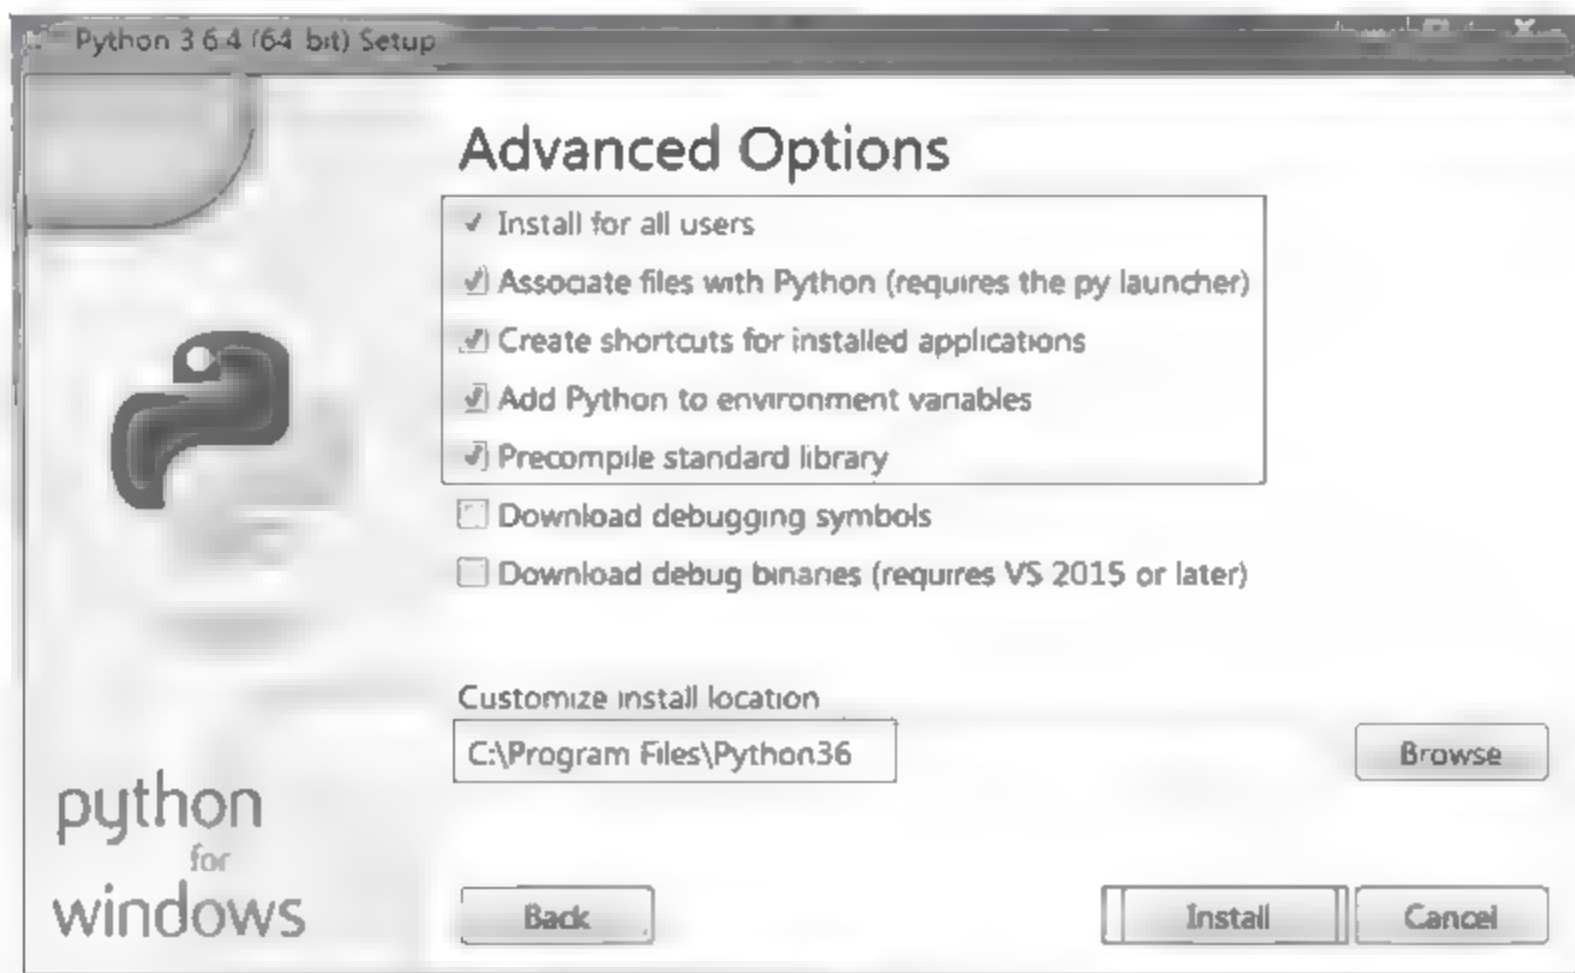 Python 3.6.4 (64-bit) Setup
Advanced Options
Install for all users
Associate files with Python (requires the py launcher)
Create shortcuts for installed applications
Add Python to environment variables
Precompile standard library
Download debugging symbols
Download debug binaries (requires VS 2015 or later)
Customize install location
C:\Program Files\Python36
Browse
python
for
windows
Back
Install
Cancel